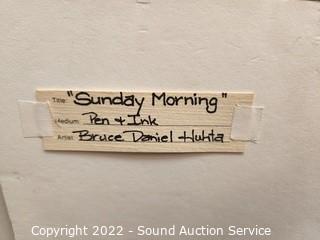 Title: "Sunday Morning"
Medium: Pen + Ink
Artist: Bruce Daniel Huhta
Copyright 2022 - Sound Auction Service